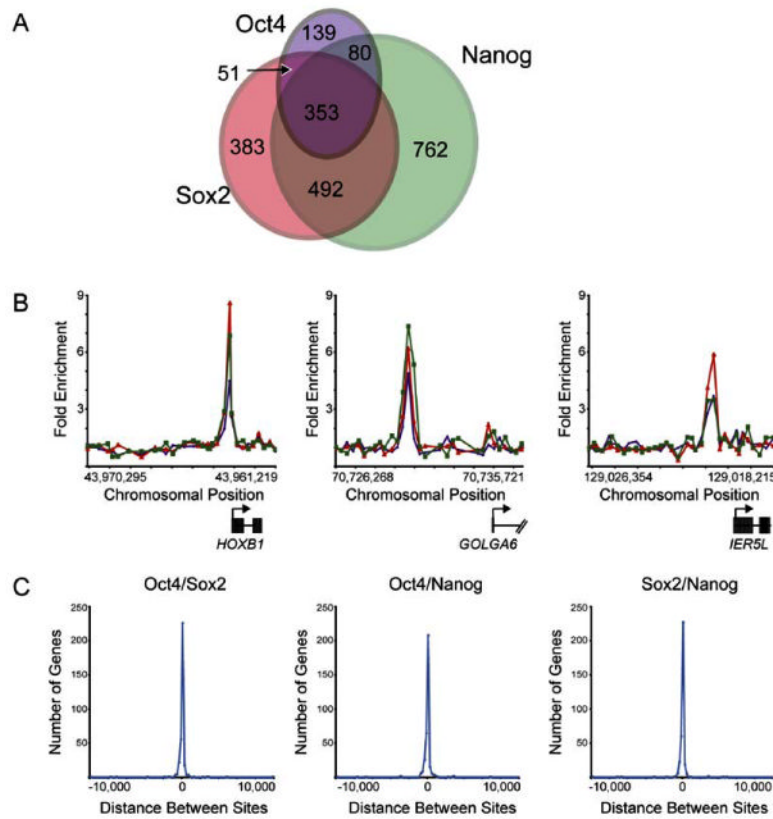 A
Oct4
139
80
Nanog
51
353
383
762
Sox2
492
B
Fold Enrichment
9
6
3
43,970,295
43,961,219
Chromosomal Position
HOXB1
Fold Enrichment
9
6
3
70,726,268
70,735,721
Chromosomal Position
GOLGA6
Fold Enrichment
9
6
3
129,026,354
129,018,215
Chromosomal Position
IER5L
C
Oct4/Sox2
Number of Genes
250
200
150
100
50
-10,000
0
10,000
Distance Between Sites
Oct4/Nanog
Number of Genes
250
200
150
100
50
-10,000
0
10,000
Distance Between Sites
Sox2/Nanog
Number of Genes
250
200
150
100
50
-10,000
0
10,000
Distance Between Sites